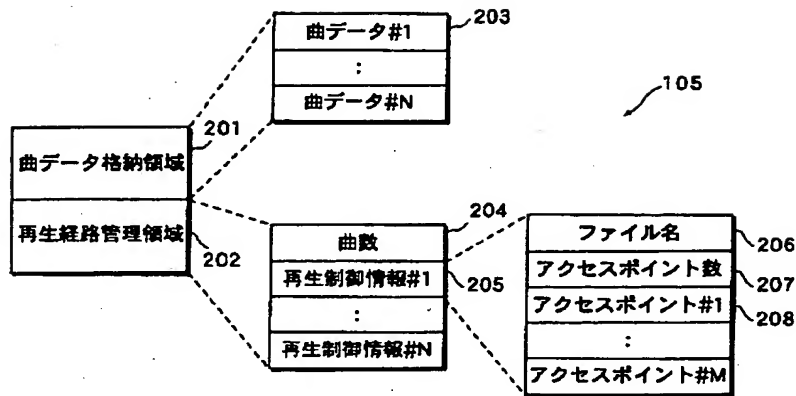 曲データ#1
:
曲データ#N
203
105
201
曲データ格納領域
再生経路管理領域
202
204
曲数
再生制御情報#1
205
:
再生制御情報#N
ファイル名
206
アクセスポイント数
207
アクセスポイント#1
208
:
アクセスポイント#M